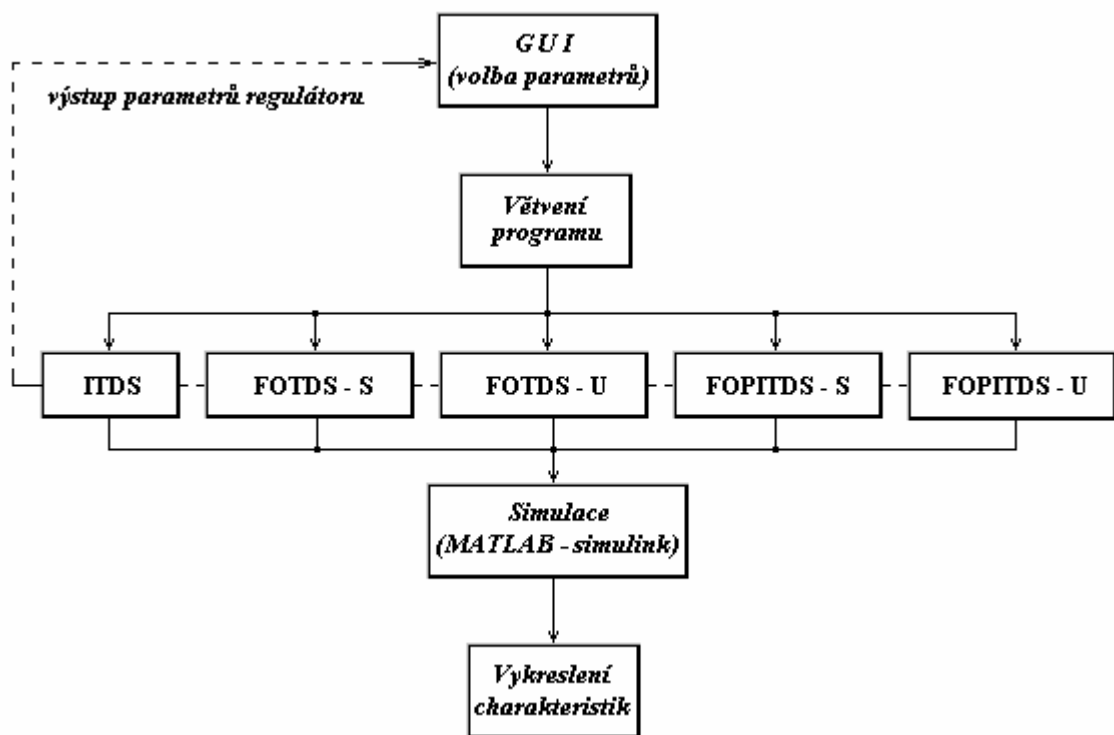 G U I
(volba parametrů)
výstup parametrů regulátoru
Větvení
programu
ITDS
FOTDS - S
FOTDS - U
FOPITDS - S
FOPITDS - U
Simulace
(MATLAB - simulink)
Vykreslení
charakteristik